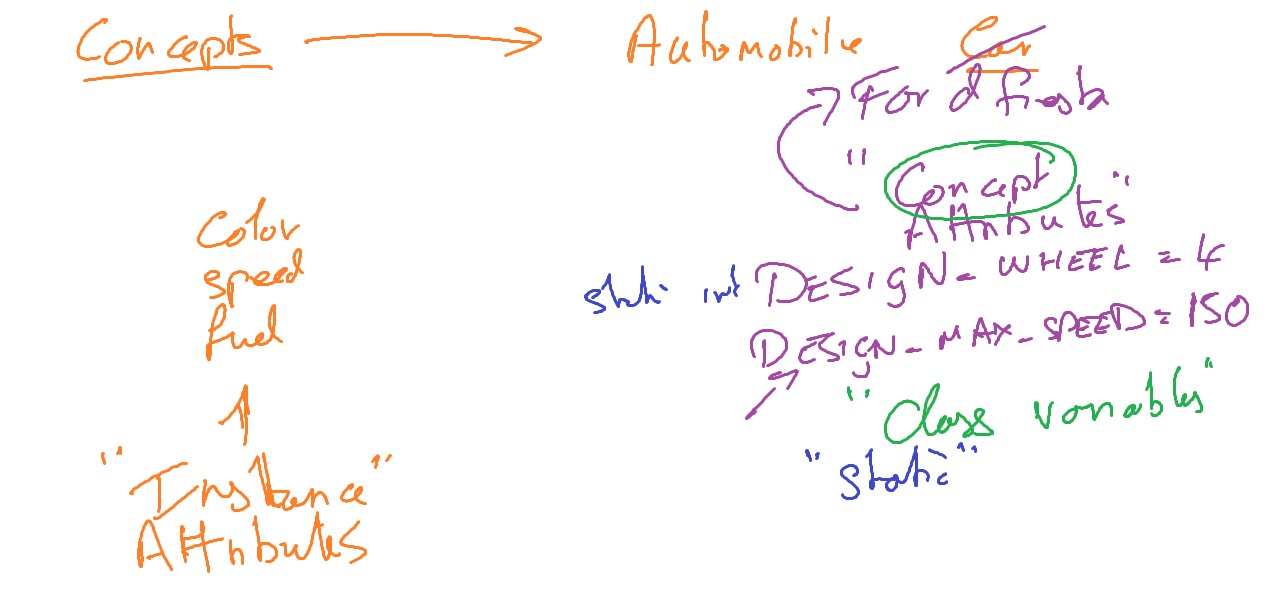 Concepts → Automobile Car
Ford Fiesta
"Concept
Attributes"
Color
speed
fuel
static int DESIGN_WHEEL = 4
DESIGN_MAX_SPEED = 150
"Class variables"
"static"
"Instance"
Attributes